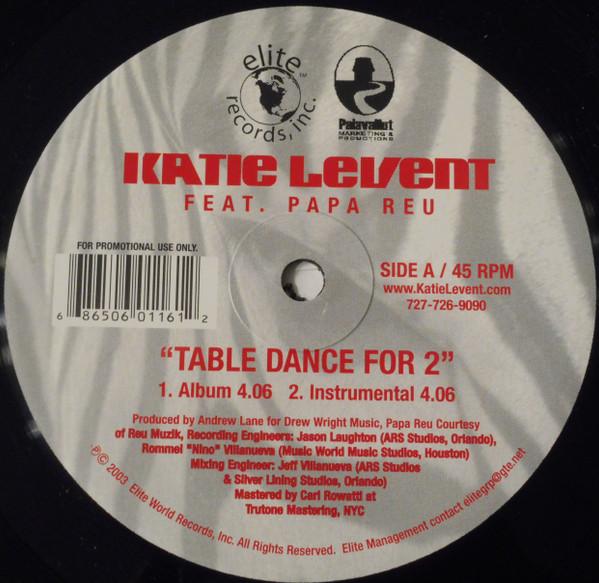 elite
records, inc.
TM
PalavaHut
MARKETING &
PRODUCTIONS
KATIE LEVENT
FEAT. PAPA REU
FOR PROMOTIONAL USE ONLY.
6 86506 01161 2
SIDE A / 45 RPM
www.KatieLevent.com
727-726-9090
"TABLE DANCE FOR 2"
1. Album 4.06 2. Instrumental 4.06
Produced by Andrew Lane for Drew Wright Music, Papa Reu Courtesy
of Reu Muzik, Recording Engineers: Jason Laughton (ARS Studios, Orlando),
Rommel "Nino" Villanueva (Music World Music Studios, Houston)
Mixing Engineer: Jeff Villanueva (ARS Studios
& Silver Lining Studios, Orlando)
Mastered by Carl Rowatti at
Trutone Mastering, NYC
℗© 2003 Elite World Records, Inc. All Rights Reserved. Elite Management contact elitegrp@gte.net